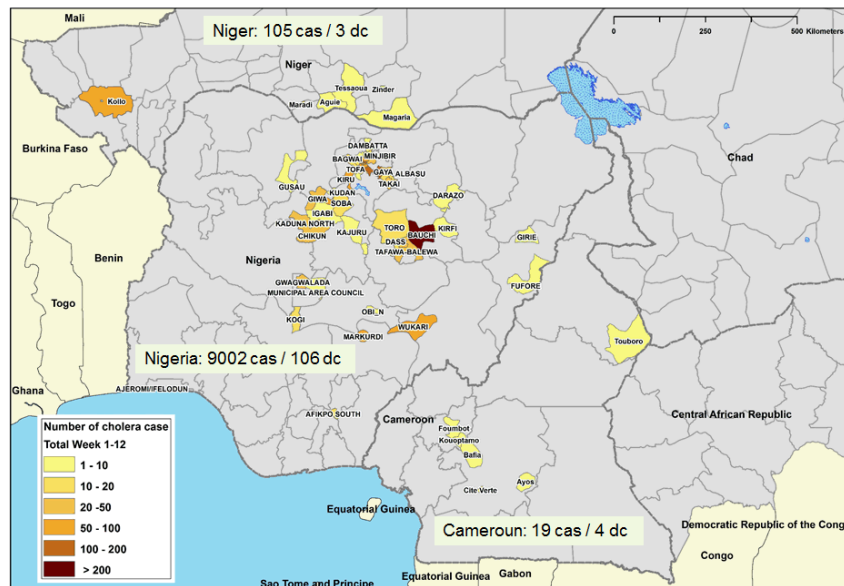 Mali
Niger: 105 cas / 3 dc
0
250
500 Kilometers
Niger
Tessaoua
Zinder
Maradi
Aguie
Magaria
Kollo
Burkina Faso
Chad
DAMBATTA
BAGWAI
MINJIBIR
TOFA
GAYA
ALBASU
KIRU
TAKAI
GUSAU
KUDAN
GIWA
SOBA
DARAZO
IGABI
KADUNA NORTH
TORO
KIRFI
CHIKUN
KAJURU
BAUCHI
DASS
GIRIE
TAFAWA-BALEWA
Benin
Nigeria
GWAGWALADA
MUNICIPAL AREA COUNCIL
FUFORE
Togo
OBI_N
KOGI
WUKARI
MARKURDI
Touboro
Nigeria: 9002 cas / 106 dc
Ghana
AJEROMI/IFELODUN
AFIKPO SOUTH
Cameroon
Central African Republic
Foumbot
Kouoptamo
Bafia
Number of cholera case
Total Week 1-12
1 - 10
10 - 20
20 - 50
50 - 100
100 - 200
> 200
Ayos
Cite Verte
Equatorial Guinea
Cameroun: 19 cas / 4 dc
Democratic Republic of the Cong
Congo
Equatorial Guinea
Gabon
Sao Tome and Principe